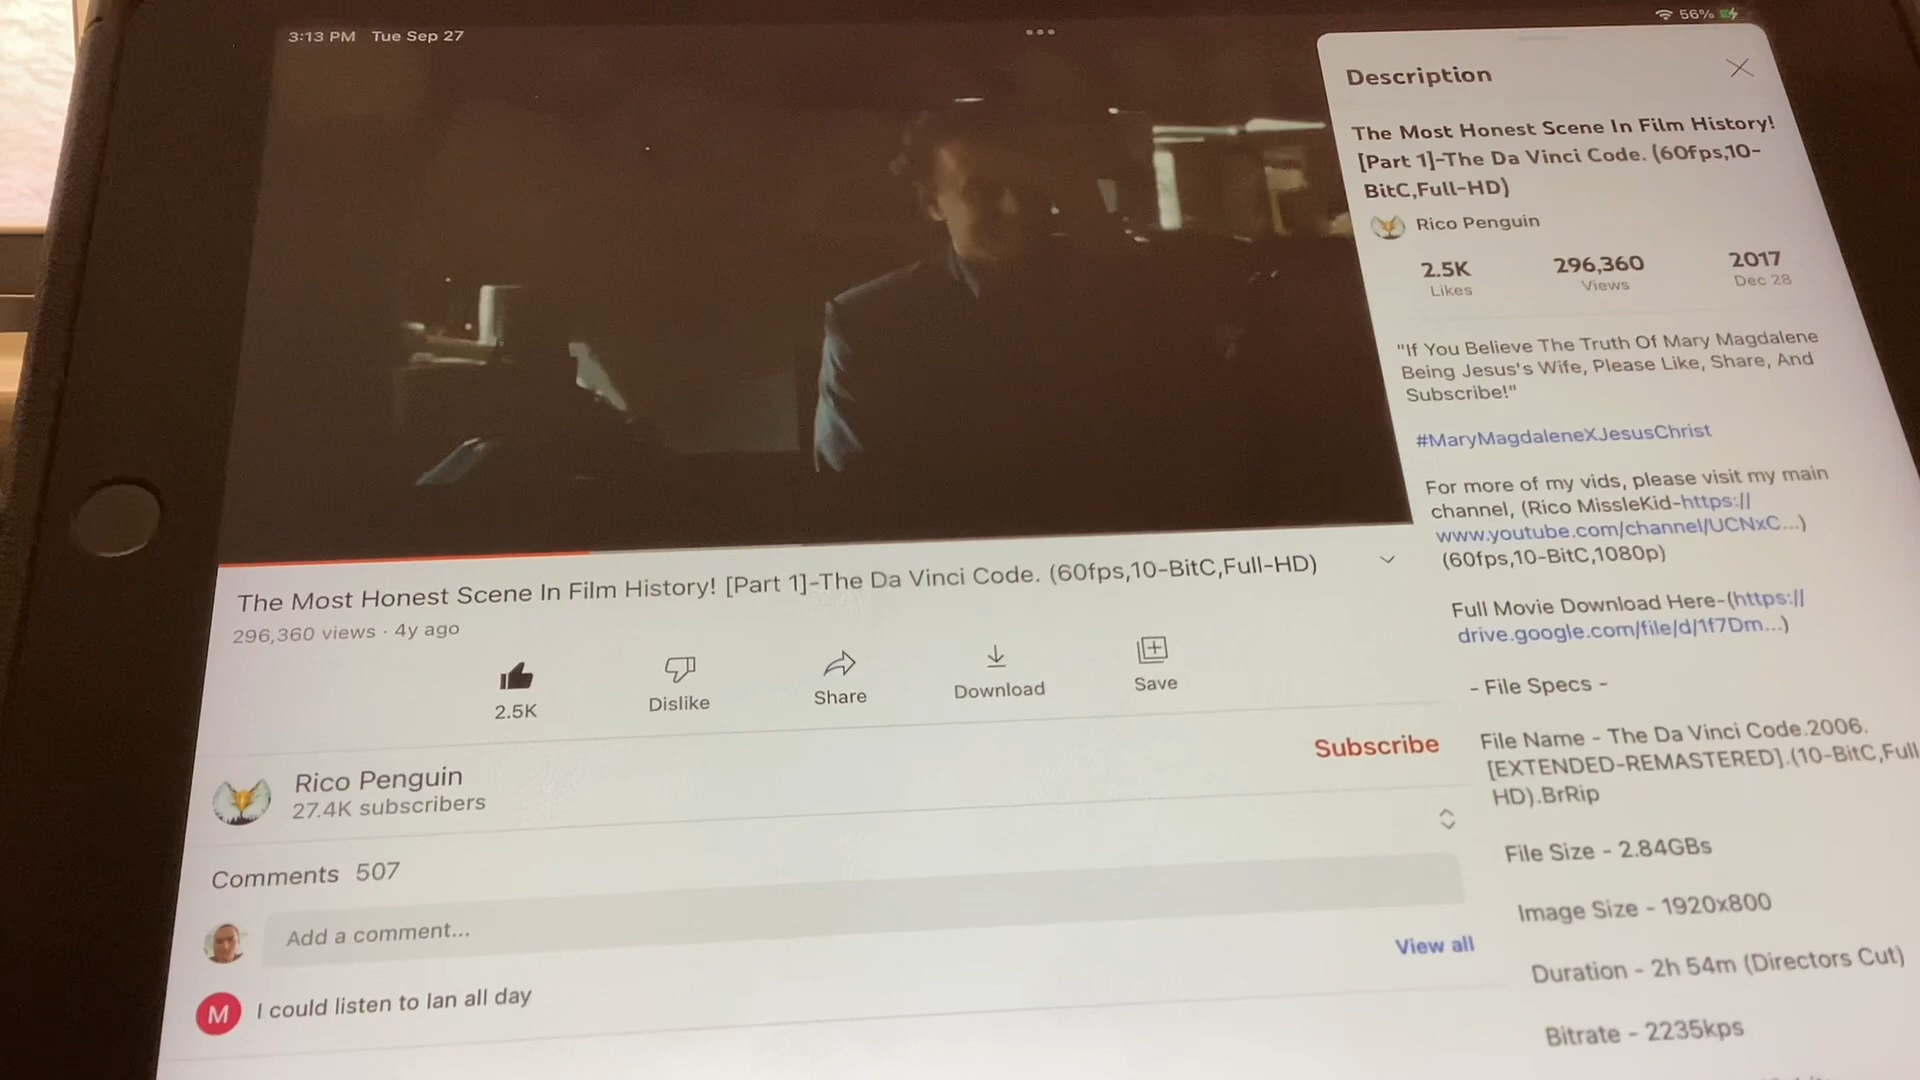 3:13 PM Tue Sep 27
56%
The Most Honest Scene In Film History! [Part 1]-The Da Vinci Code. (60fps,10-BitC,Full-HD)
296,360 views · 4y ago
2.5K
Dislike
Share
Download
Save
Rico Penguin
27.4K subscribers
Subscribe
Comments 507
Add a comment...
View all
M
I could listen to Ian all day
Description
The Most Honest Scene In Film History!
[Part 1]-The Da Vinci Code. (60fps,10-
BitC,Full-HD)
Rico Penguin
2.5K
Likes
296,360
Views
2017
Dec 28
"If You Believe The Truth Of Mary Magdalene
Being Jesus's Wife, Please Like, Share, And
Subscribe!"
#MaryMagdaleneXJesusChrist
For more of my vids, please visit my main
channel, (Rico MissleKid-https://
www.youtube.com/channel/UCNxC...)
(60fps,10-BitC,1080p)
Full Movie Download Here-(https://
drive.google.com/file/d/1f7Dm...)
- File Specs -
File Name - The Da Vinci Code.2006.
[EXTENDED-REMASTERED].(10-BitC,Full
HD).BrRip
File Size - 2.84GBs
Image Size - 1920x800
Duration - 2h 54m (Directors Cut)
Bitrate - 2235kps